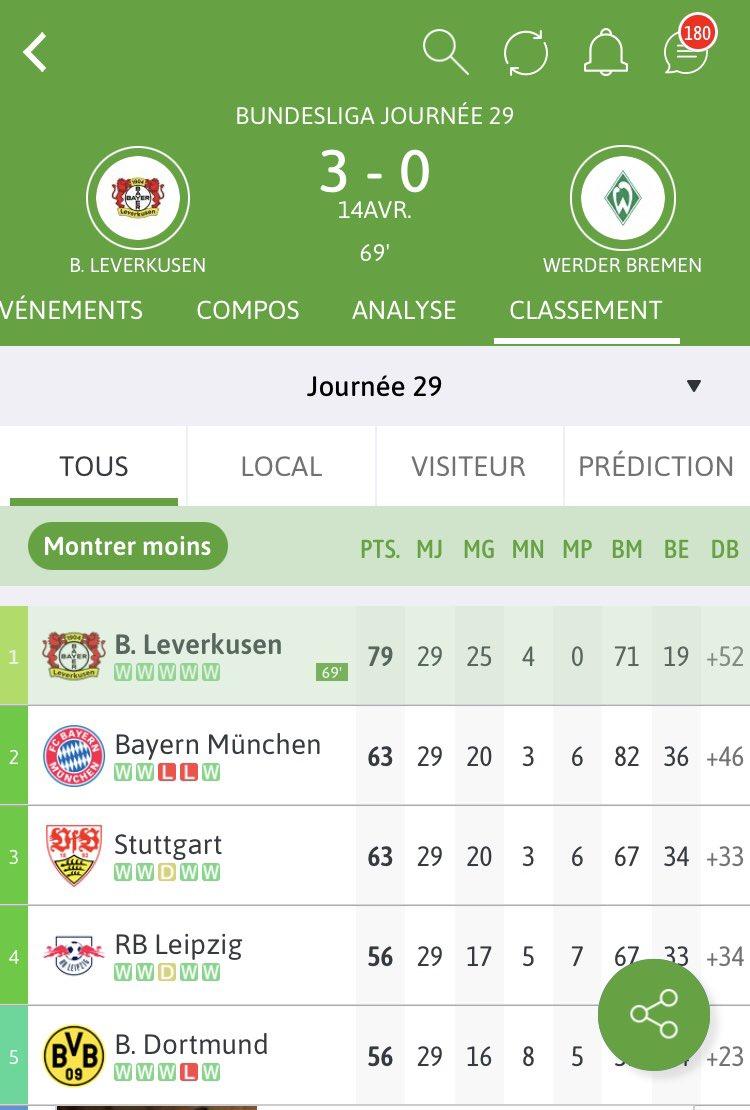 180
BUNDESLIGA JOURNÉE 29
3 - 0
14AVR.
69'
B. LEVERKUSEN
WERDER BREMEN
VÉNEMENTS COMPOS ANALYSE CLASSEMENT
Journée 29
TOUS LOCAL VISITEUR PRÉDICTION
Montrer moins PTS. MJ MG MN MP BM BE DB
1 B. Leverkusen 79 29 25 4 0 71 19 +52
W W W W W 69'
2 Bayern München 63 29 20 3 6 82 36 +46
W W L L W
3 Stuttgart 63 29 20 3 6 67 34 +33
W W D W W
4 RB Leipzig 56 29 17 5 7 67 33 +34
W W D W W
5 B. Dortmund 56 29 16 8 5 +23
W W W L W